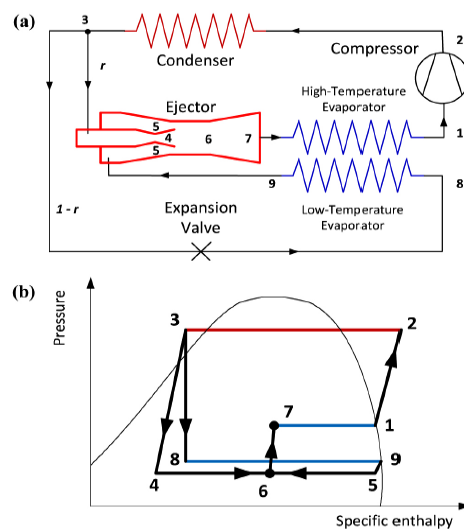 (a)
3
2
Condenser
Compressor
r
Ejector
High-Temperature
Evaporator
5
4
6
7
5
1
9
8
1 - r
Expansion
Valve
Low-Temperature
Evaporator
(b)
Pressure
3
2
7
1
8
9
4
6
5
Specific enthalpy